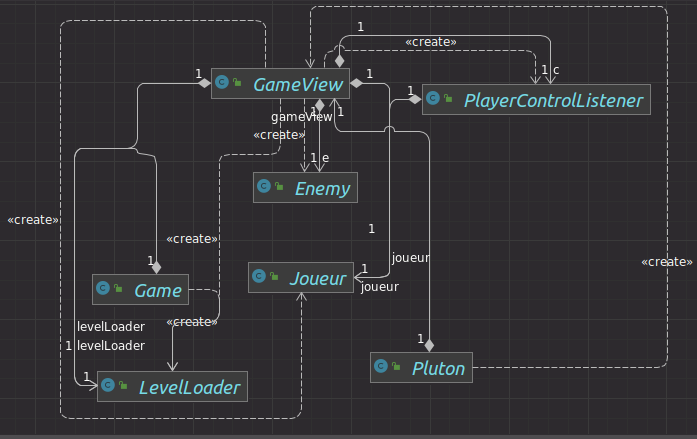 1
«create»
1
C GameView
1
1 c
1
C PlayerControlListener
gameView
1
1
«create»
1 e
C Enemy
«create»
1
«create»
joueur
«create»
1
1
C Joueur
joueur
C Game
«create»
levelLoader
1 levelLoader
1
1
C LevelLoader
C Pluton